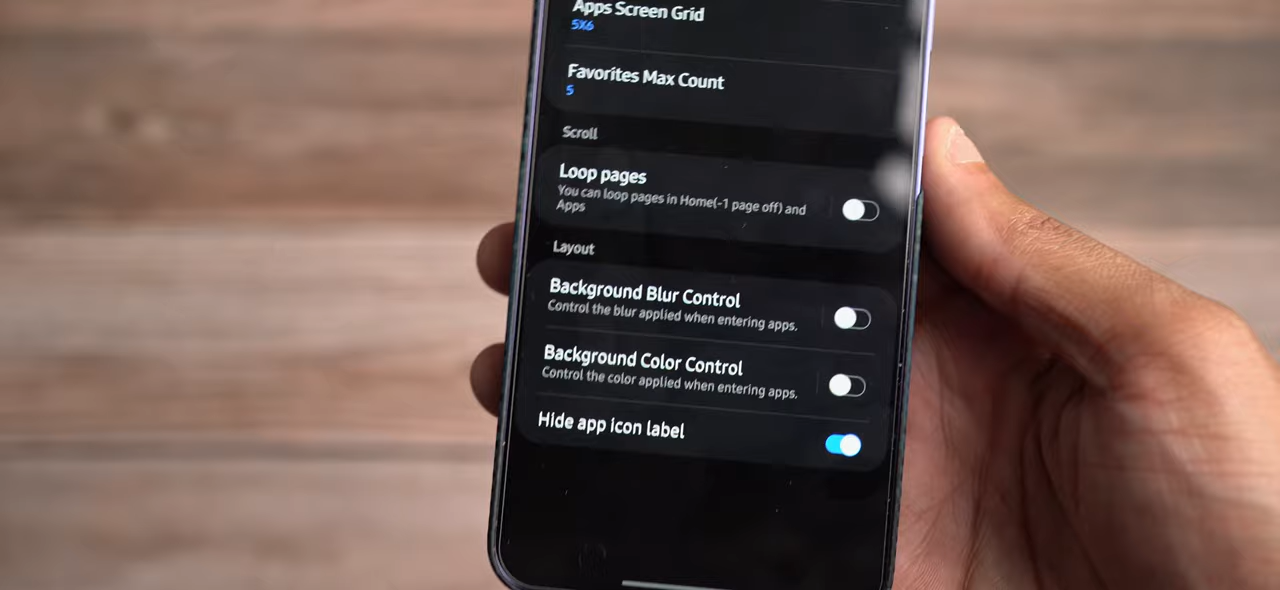 Apps Screen Grid
5X6
Favorites Max Count
5
Scroll
Loop pages
You can loop pages in Home(-1 page off) and
Apps
Layout
Background Blur Control
Control the blur applied when entering apps.
Background Color Control
Control the color applied when entering apps.
Hide app icon label